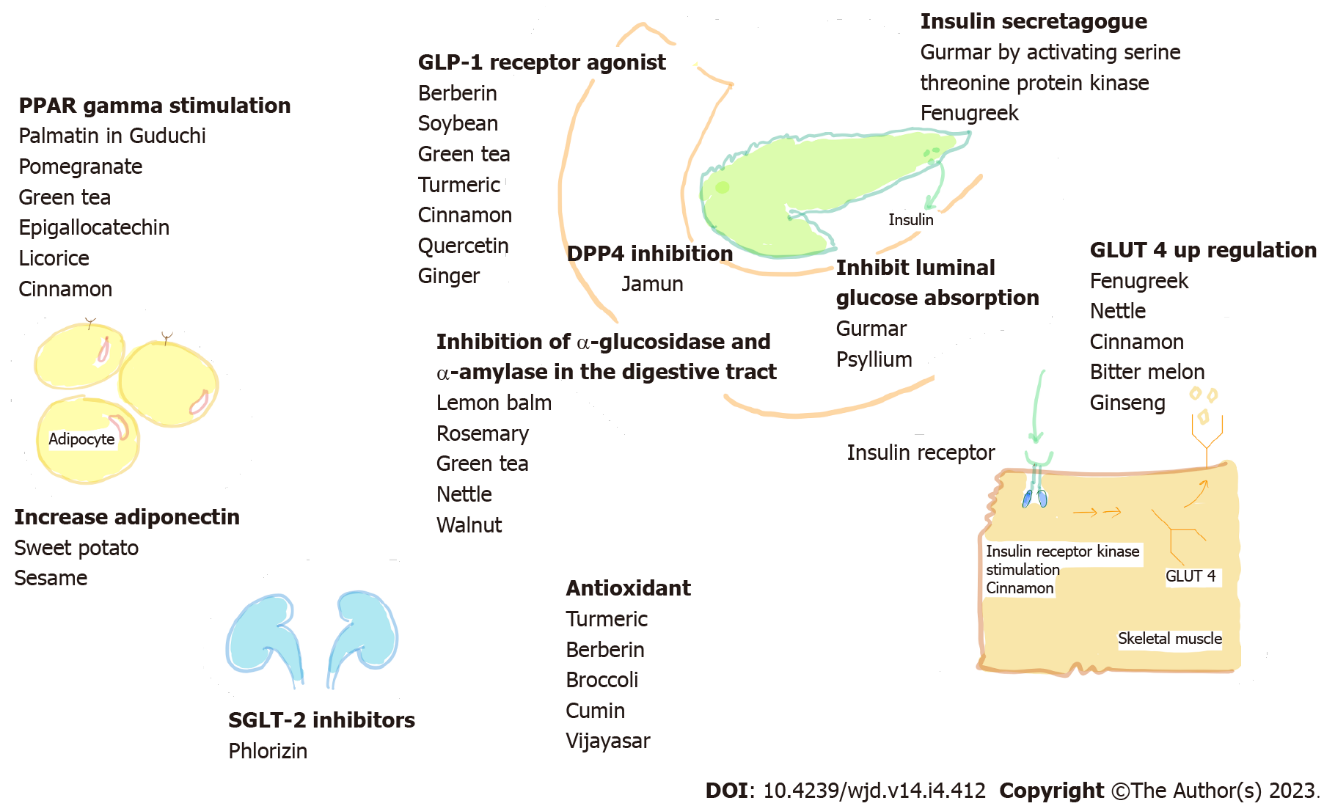 PPAR gamma stimulation
Palmatin in Guduchi
Pomegranate
Green tea
Epigallocatechin
Licorice
Cinnamon
Adipocyte
Increase adiponectin
Sweet potato
Sesame
GLP-1 receptor agonist
Berberin
Soybean
Green tea
Turmeric
Cinnamon
Quercetin
Ginger
DPP4 inhibition
Jamun
Insulin secretagogue
Gurmar by activating serine
threonine protein kinase
Fenugreek
Insulin
Inhibit luminal
glucose absorption
Gurmar
Psyllium
Inhibition of α-glucosidase and
α-amylase in the digestive tract
Lemon balm
Rosemary
Green tea
Nettle
Walnut
GLUT 4 up regulation
Fenugreek
Nettle
Cinnamon
Bitter melon
Ginseng
Insulin receptor
Insulin receptor kinase
stimulation
Cinnamon
GLUT 4
Skeletal muscle
SGLT-2 inhibitors
Phlorizin
Antioxidant
Turmeric
Berberin
Broccoli
Cumin
Vijayasar
DOI: 10.4239/wjd.v14.i4.412 Copyright ©The Author(s) 2023.